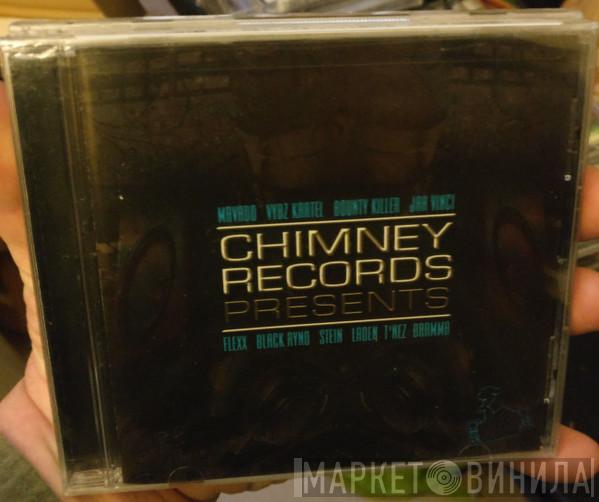 MAVADO VYBZ KARTEL BOUNTY KILLER JAH VINCI
CHIMNEY
RECORDS
PRESENTS
FLEXX BLACK RYNO STEIN LADEN T'NEZ BRAMMA
МАРКЕТ ВИНИЛА